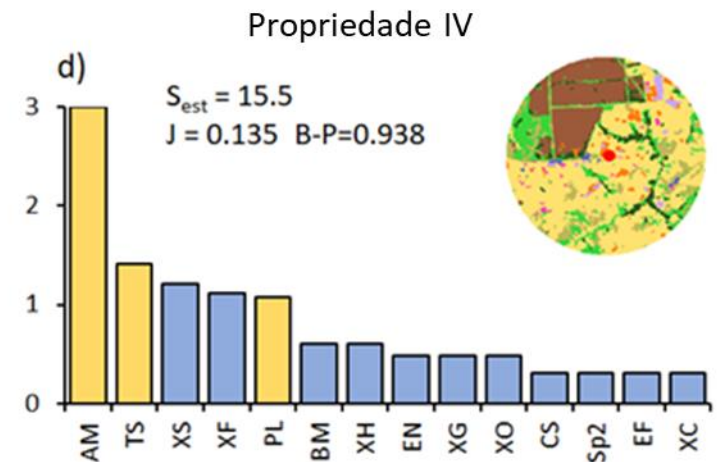 Propriedade IV
d)
S_est = 15.5
J = 0.135 B-P=0.938
3
2
1
0
AM
TS
XS
XF
PL
BM
XH
EN
XG
XO
CS
Sp2
EF
XC